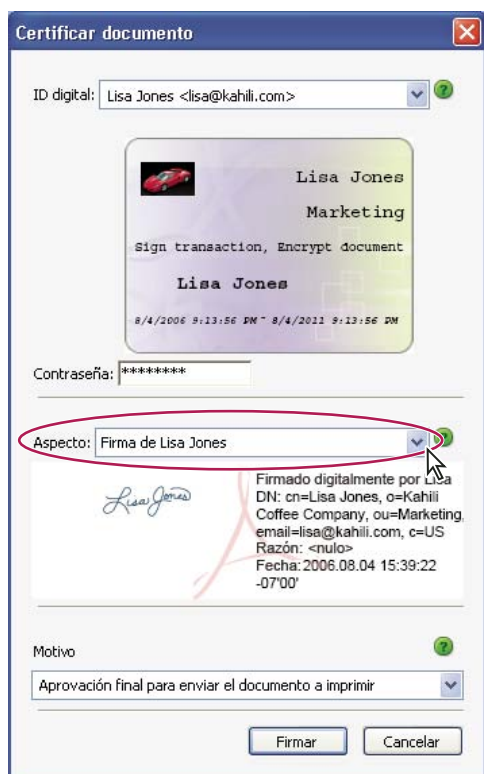 Certificar documento
ID digital: Lisa Jones <lisa@kahili.com>
Lisa Jones
Marketing
Sign transaction, Encrypt document
Lisa Jones
8/4/2006 9:13:56 PM - 8/4/2011 9:13:56 PM
Contraseña: ********
Aspecto: Firma de Lisa Jones
Lisa Jones
Firmado digitalmente por Lisa
DN: cn=Lisa Jones, o=Kahili
Coffee Company, ou=Marketing,
email=lisa@kahili.com, c=US
Razón: <nulo>
Fecha: 2006.08.04 15:39:22
-07'00'
Motivo
Aprovación final para enviar el documento a imprimir
Firmar Cancelar